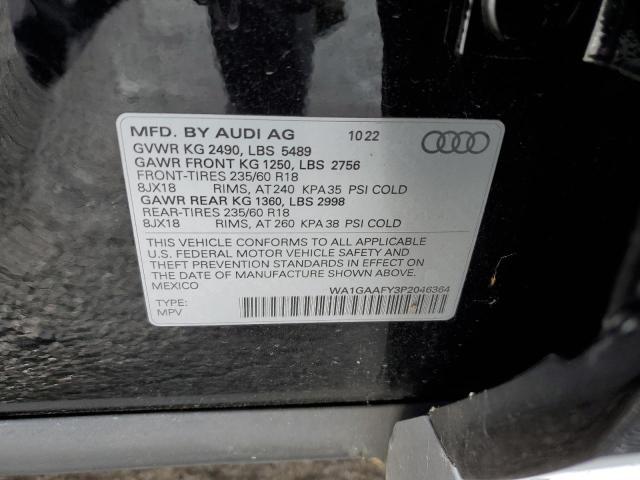 MFD. BY AUDI AG 10 22
GVWR KG 2490, LBS 5489
GAWR FRONT KG 1250, LBS 2756
FRONT-TIRES 235/60 R18
8JX18 RIMS, AT 240 KPA 35 PSI COLD
GAWR REAR KG 1360, LBS 2998
REAR-TIRES 235/60 R18
8JX18 RIMS, AT 260 KPA 38 PSI COLD
THIS VEHICLE CONFORMS TO ALL APPLICABLE
U.S. FEDERAL MOTOR VEHICLE SAFETY AND
THEFT PREVENTION STANDARDS IN EFFECT ON
THE DATE OF MANUFACTURE SHOWN ABOVE.
MEXICO
WA1GAAFY3P2046364
TYPE:
MPV